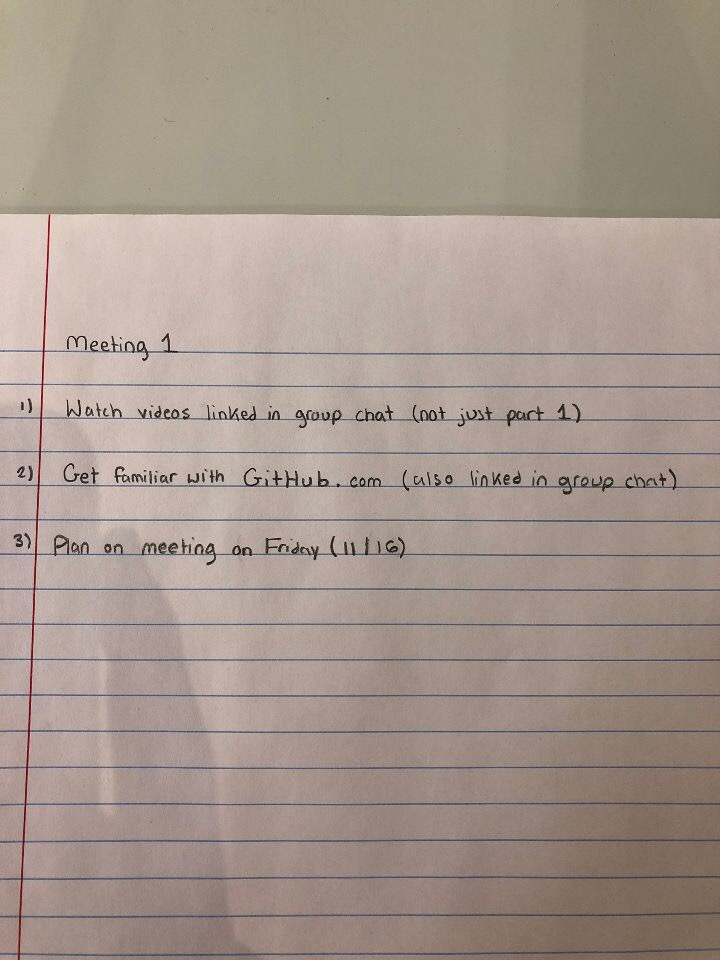 Meeting 1
1) Watch videos linked in group chat (not just part 1)
2) Get familiar with GitHub.com (also linked in group chat)
3) Plan on meeting on Friday (11/16)